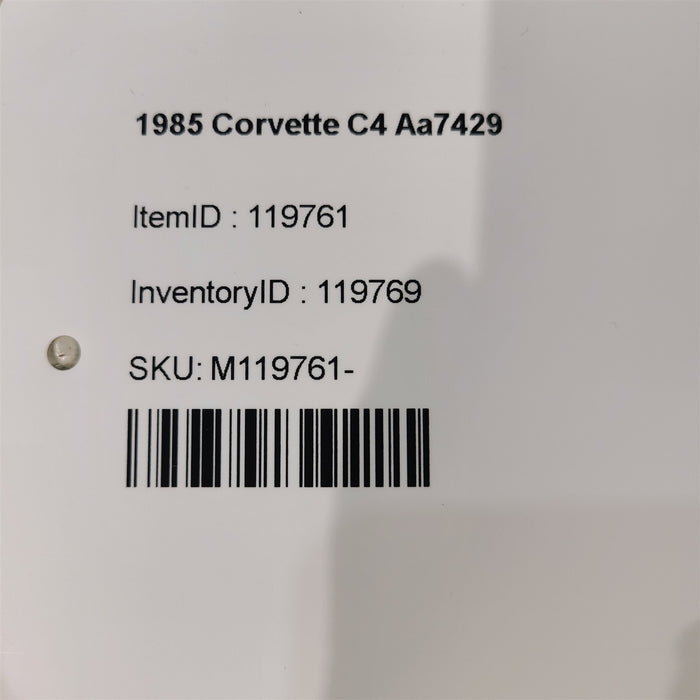 1985 Corvette C4 Aa7429
ItemID : 119761
InventoryID : 119769
SKU: M119761-